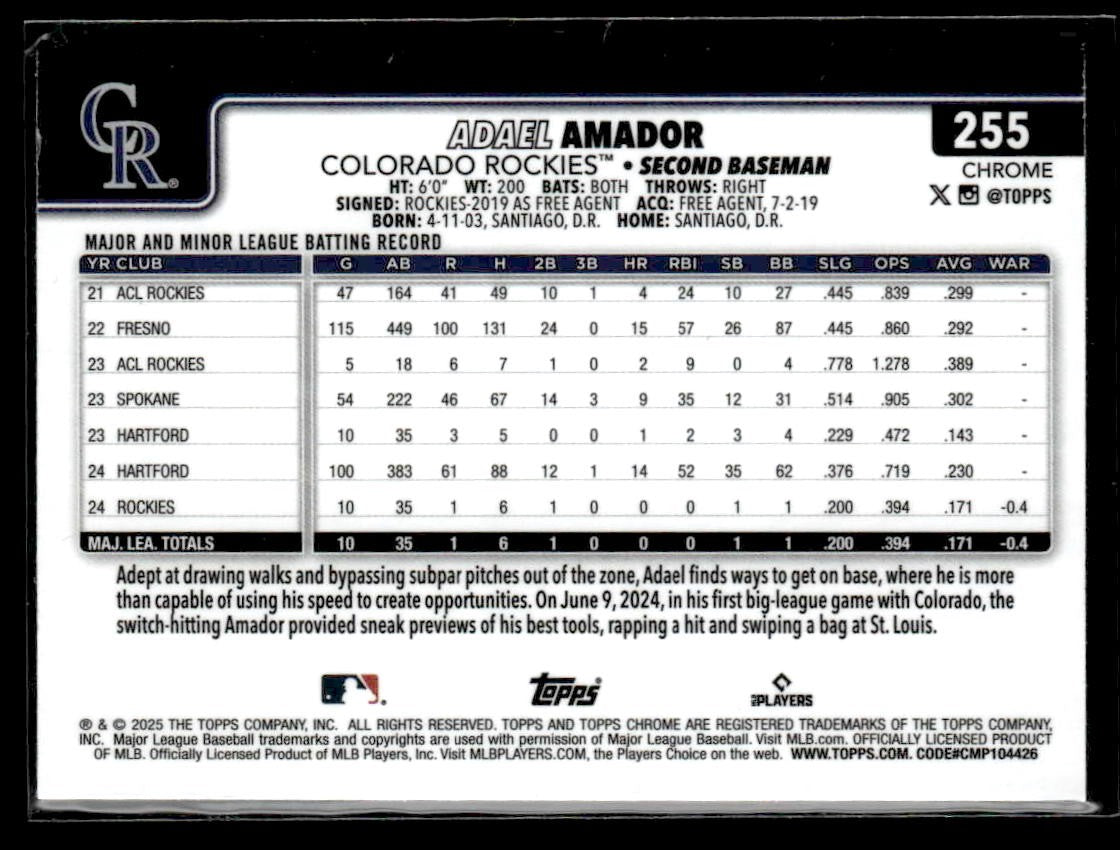 CR®
ADAEL AMADOR
255
COLORADO ROCKIES™ • SECOND BASEMAN
CHROME
HT: 6'0" WT: 200 BATS: BOTH THROWS: RIGHT
@TOPPS
SIGNED: ROCKIES-2019 AS FREE AGENT ACQ: FREE AGENT, 7-2-19
BORN: 4-11-03, SANTIAGO, D.R. HOME: SANTIAGO, D.R.
MAJOR AND MINOR LEAGUE BATTING RECORD
YR CLUB G AB R H 2B 3B HR RBI SB BB SLG OPS AVG WAR
21 ACL ROCKIES 47 164 41 49 10 1 4 24 10 27 .445 .839 .299 -
22 FRESNO 115 449 100 131 24 0 15 57 26 87 .445 .860 .292 -
23 ACL ROCKIES 5 18 6 7 1 0 2 9 0 4 .778 1.278 .389 -
23 SPOKANE 54 222 46 67 14 3 9 35 12 31 .514 .905 .302 -
23 HARTFORD 10 35 3 5 0 0 1 2 3 4 .229 .472 .143 -
24 HARTFORD 100 383 61 88 12 1 14 52 35 62 .376 .719 .230 -
24 ROCKIES 10 35 1 6 1 0 0 0 1 1 .200 .394 .171 -0.4
MAJ. LEA. TOTALS 10 35 1 6 1 0 0 0 1 1 .200 .394 .171 -0.4
Adept at drawing walks and bypassing subpar pitches out of the zone, Adael finds ways to get on base, where he is more
than capable of using his speed to create opportunities. On June 9, 2024, in his first big-league game with Colorado, the
switch-hitting Amador provided sneak previews of his best tools, rapping a hit and swiping a bag at St. Louis.
Topps
PLAYERS
® & © 2025 THE TOPPS COMPANY, INC. ALL RIGHTS RESERVED. TOPPS AND TOPPS CHROME ARE REGISTERED TRADEMARKS OF THE TOPPS COMPANY,
INC. Major League Baseball trademarks and copyrights are used with permission of Major League Baseball. Visit MLB.com. OFFICIALLY LICENSED PRODUCT
OF MLB. Officially Licensed Product of MLB Players, Inc. Visit MLBPLAYERS.COM, the Players Choice on the web. WWW.TOPPS.COM. CODE#CMP104426